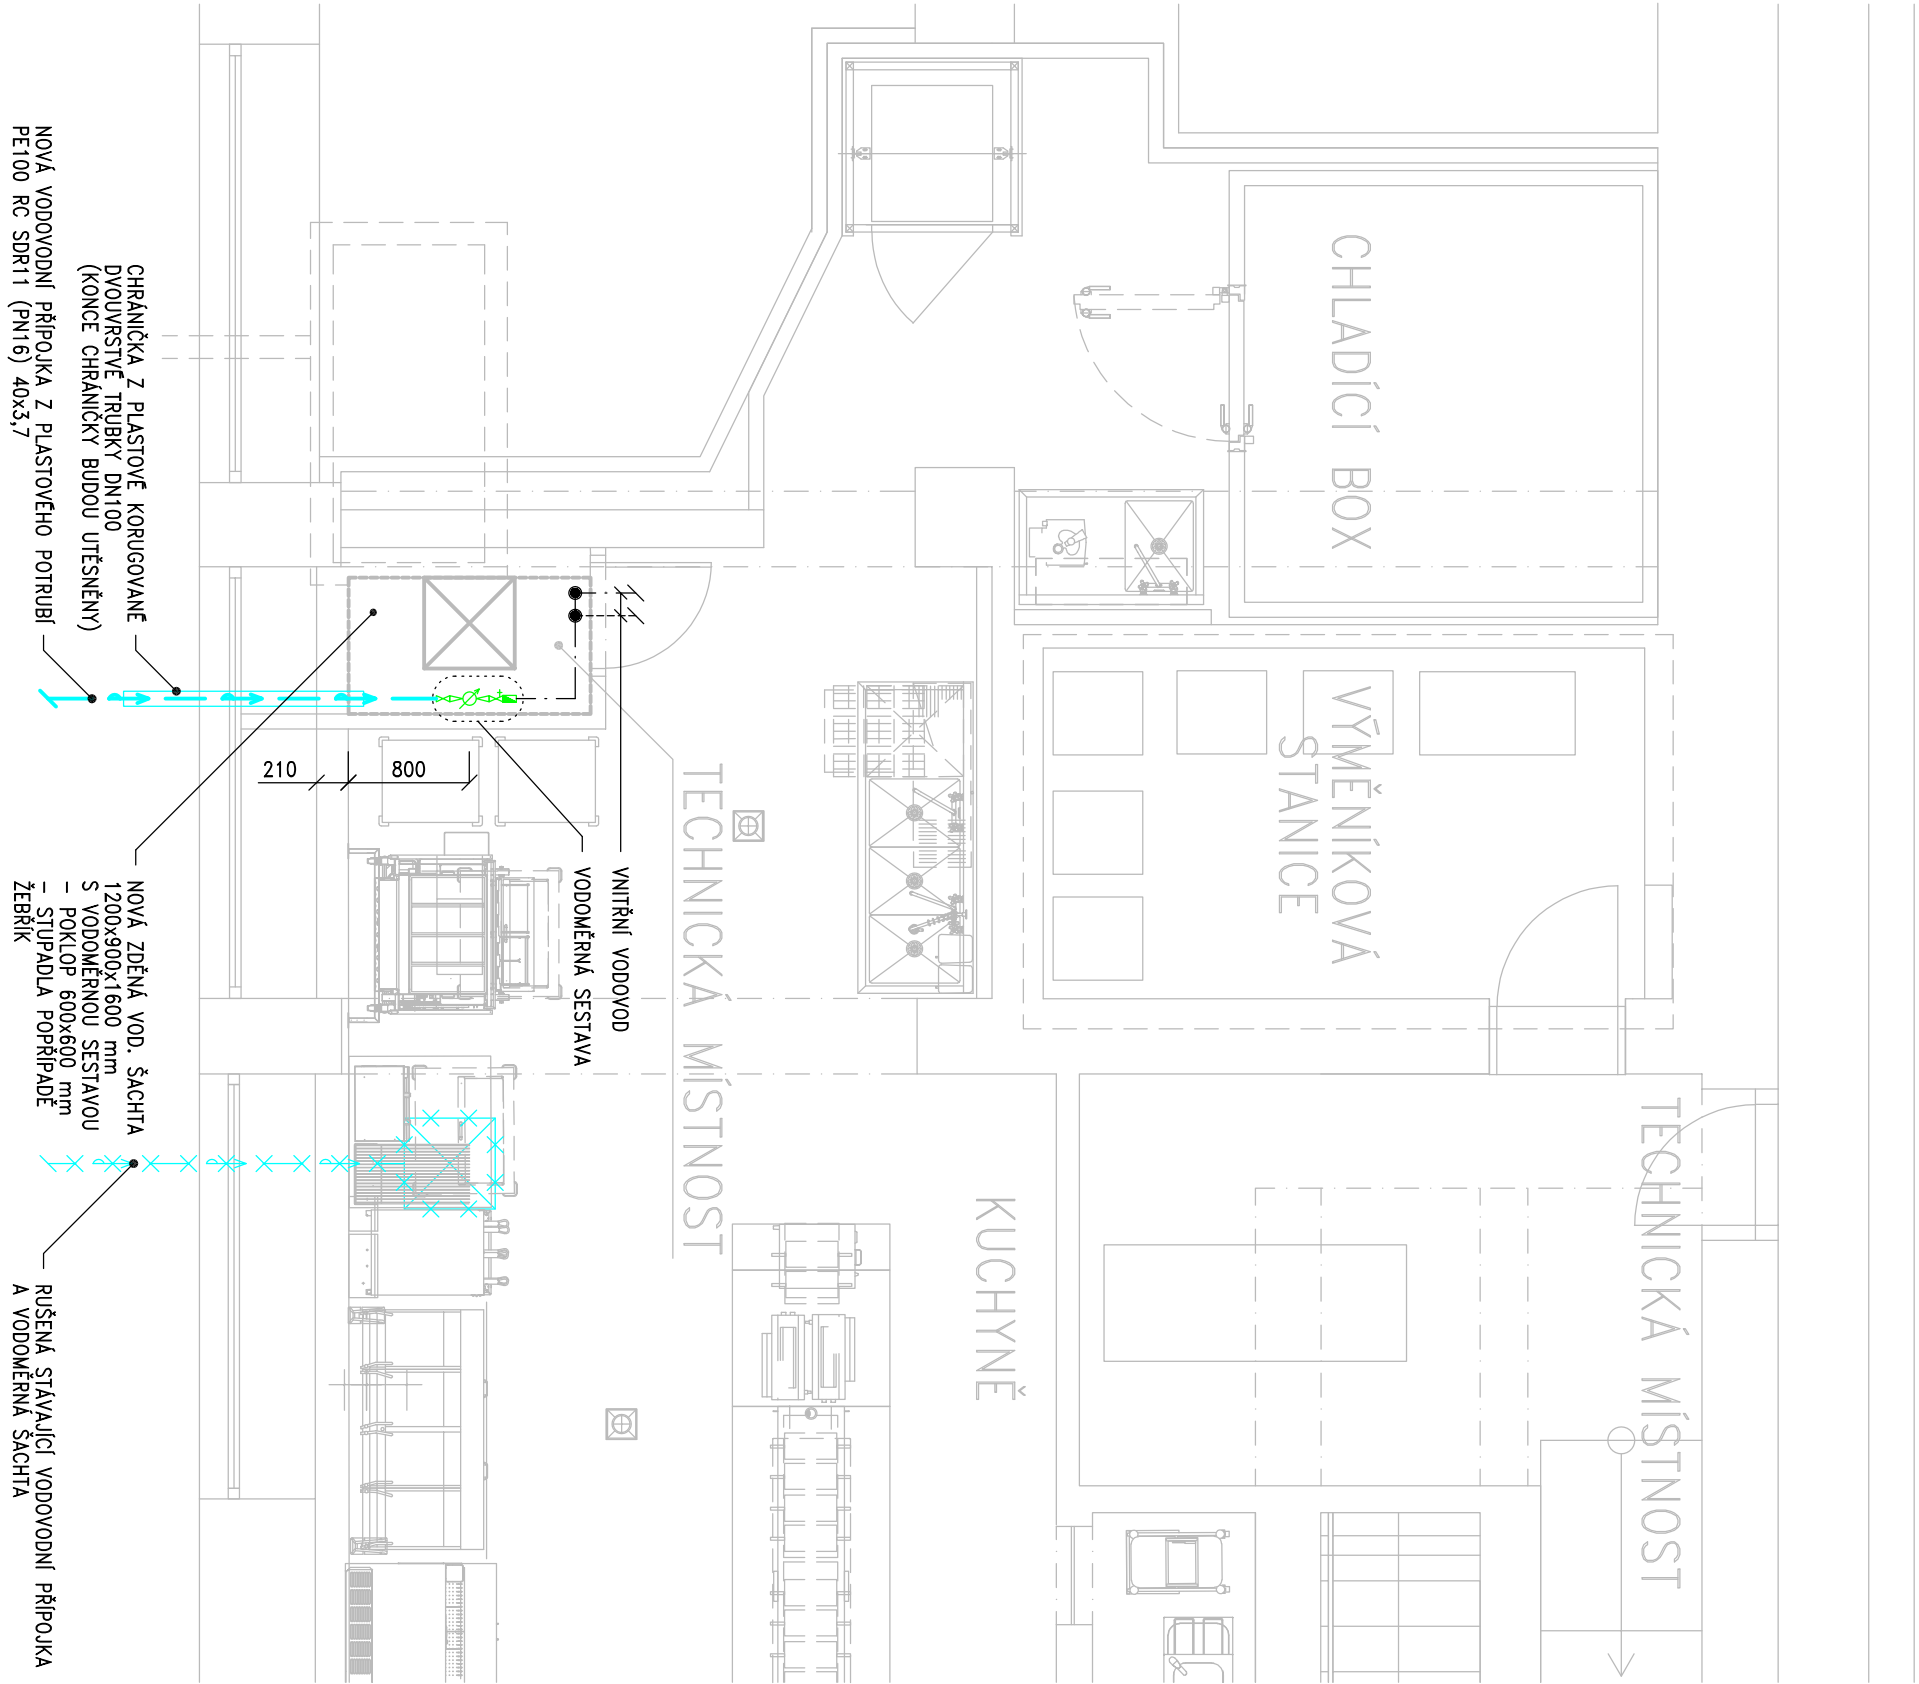 CHLADÍCÍ BOX
VÝMĚNÍKOVÁ
STANICE
TECHNICKÁ MÍSTNOST
KUCHYNĚ
TECHNICKÁ MÍSTNOST
VNITŘNÍ VODOVOD
VODOMĚRNÁ SESTAVA
210
800
CHRÁNIČKA Z PLASTOVÉ KORUGOVANÉ
DVOUVRSTVÉ TRUBKY DN100
(KONCE CHRÁNIČKY BUDOU UTĚSNĚNY)
NOVÁ VODOVODNÍ PŘÍPOJKA Z PLASTOVÉHO POTRUBÍ
PE100 RC SDR11 (PN16) 40x3,7
NOVÁ ZDĚNÁ VOD. ŠACHTA
1200x900x1600 mm
S VODOMĚRNOU SESTAVOU
– POKLOP 600x600 mm
– STUPADLA POPŘÍPADĚ
ŽEBŘÍK
RUŠENÁ STÁVAJÍCÍ VODOVODNÍ PŘÍPOJKA
A VODOMĚRNÁ ŠACHTA